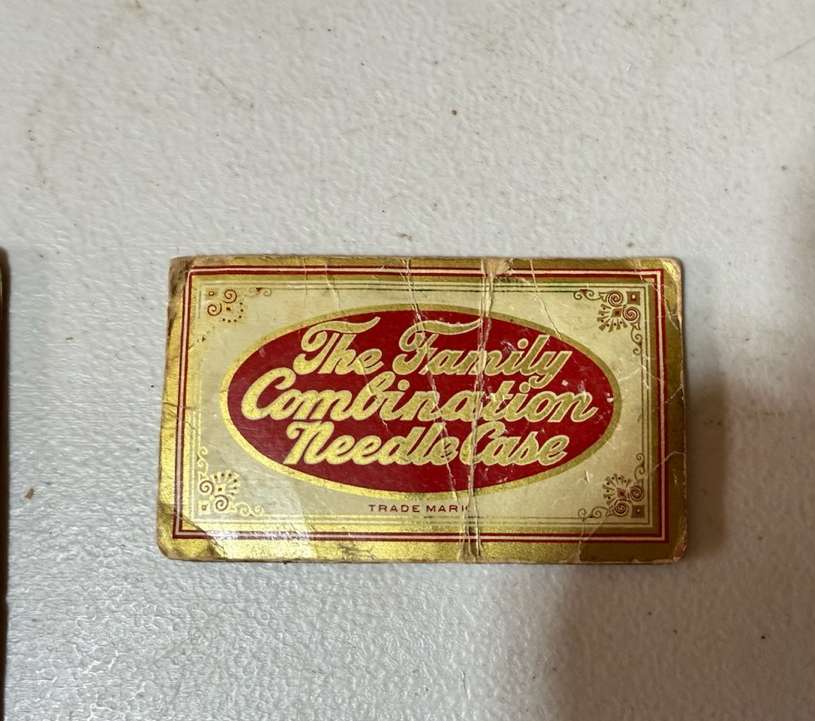 The Family
Combination
Needle Case
TRADE MARK